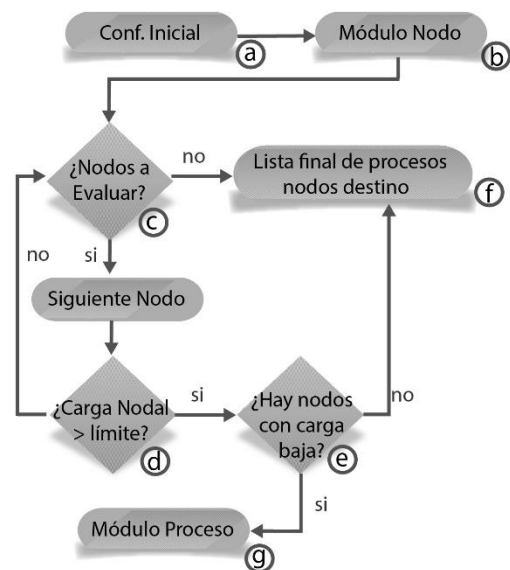 Conf. Inicial
a
Módulo Nodo
b
¿Nodos a
Evaluar?
c
no
Lista final de procesos
nodos destino
f
no
si
Siguiente Nodo
¿Carga Nodal
> límite?
d
si
¿Hay nodos
con carga
baja?
e
no
si
Módulo Proceso
g